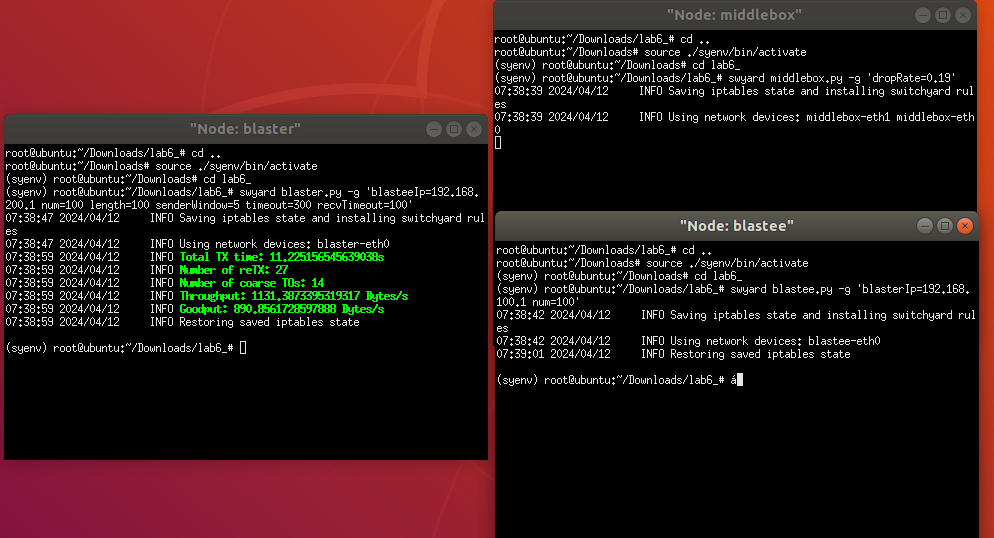 "Node: middlebox"
root@ubuntu:~/Downloads/lab6_# cd ..
root@ubuntu:~/Downloads# source ./syenv/bin/activate
(syenv) root@ubuntu:~/Downloads# cd lab6_
(syenv) root@ubuntu:~/Downloads/lab6_# swyard middlebox.py -g 'dropRate=0.19'
07:38:39 2024/04/12     INFO Saving iptables state and installing switchyard rul
es
07:38:39 2024/04/12     INFO Using network devices: middlebox-eth1 middlebox-eth
0
"Node: blaster"
root@ubuntu:~/Downloads/lab6_# cd ..
root@ubuntu:~/Downloads# source ./syenv/bin/activate
(syenv) root@ubuntu:~/Downloads# cd lab6_
(syenv) root@ubuntu:~/Downloads/lab6_# swyard blaster.py -g 'blasteeIp=192.168.
200.1 num=100 length=100 senderWindow=5 timeout=300 recvTimeout=100'
07:38:47 2024/04/12     INFO Saving iptables state and installing switchyard rul
es
07:38:47 2024/04/12     INFO Using network devices: blaster-eth0
07:38:59 2024/04/12     INFO Total TX time: 11.225156545639038s
07:38:59 2024/04/12     INFO Number of reTX: 27
07:38:59 2024/04/12     INFO Number of coarse TOs: 14
07:38:59 2024/04/12     INFO Throughput: 1131.3873395319317 Bytes/s
07:38:59 2024/04/12     INFO Goodput: 890.8561728597888 Bytes/s
07:38:59 2024/04/12     INFO Restoring saved iptables state
(syenv) root@ubuntu:~/Downloads/lab6_#
"Node: blastee"
root@ubuntu:~/Downloads/lab6_# cd ..
root@ubuntu:~/Downloads# source ./syenv/bin/activate
(syenv) root@ubuntu:~/Downloads# cd lab6_
(syenv) root@ubuntu:~/Downloads/lab6_# swyard blastee.py -g 'blasterIp=192.168.
100.1 num=100'
07:38:42 2024/04/12     INFO Saving iptables state and installing switchyard rul
es
07:38:42 2024/04/12     INFO Using network devices: blastee-eth0
07:39:01 2024/04/12     INFO Restoring saved iptables state
(syenv) root@ubuntu:~/Downloads/lab6_# á